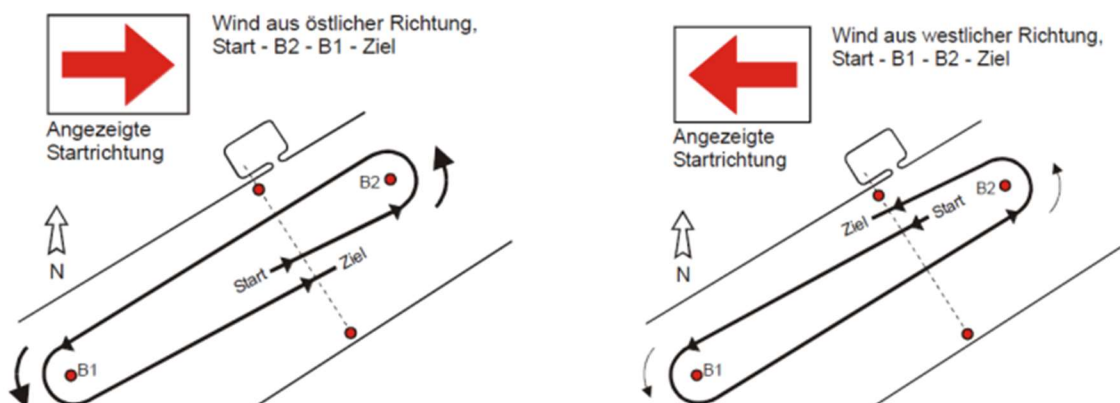 Wind aus östlicher Richtung,
Start - B2 - B1 - Ziel
Angezeigte
Startrichtung
B2
N
Start
Ziel
B1
Wind aus westlicher Richtung,
Start - B1 - B2 - Ziel
Angezeigte
Startrichtung
B2
Start
Ziel
N
B1